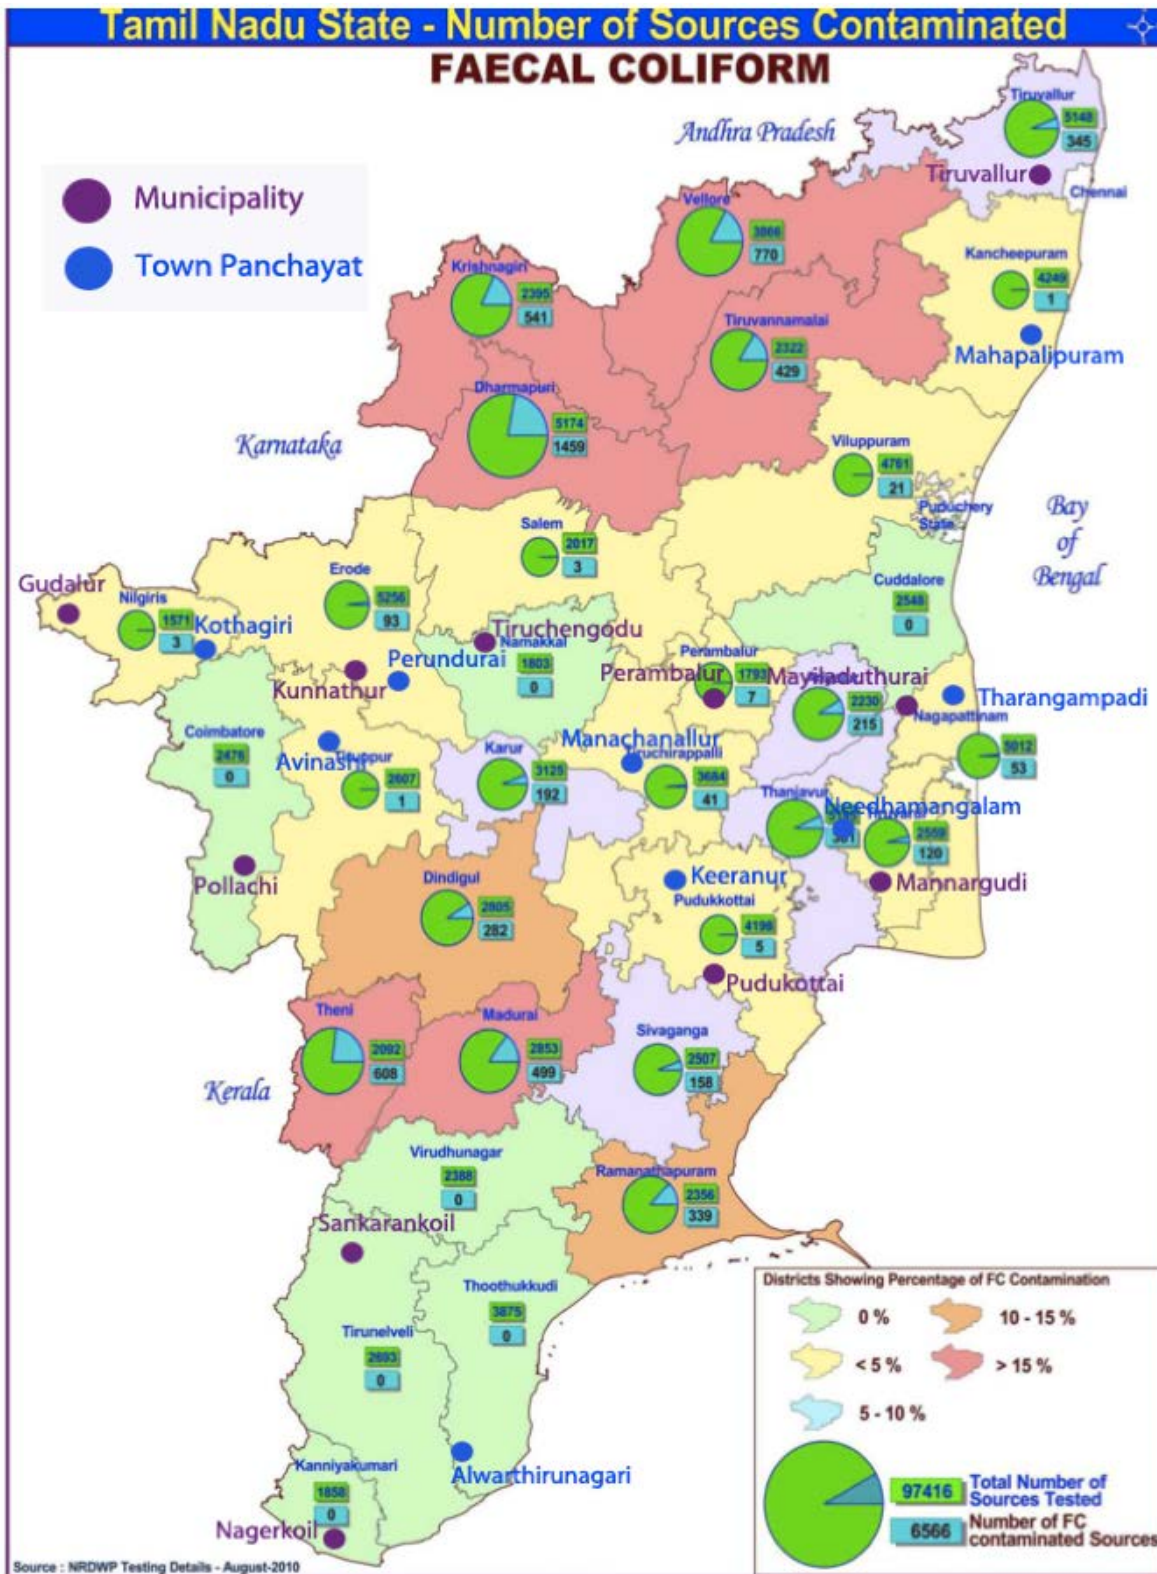 Tamil Nadu State - Number of Sources Contaminated
FAECAL COLIFORM
Municipality
Town Panchayat
Andhra Pradesh
Tiruvallur
5148
345
Tiruvallur
Chennai
Vellore
3866
770
Kancheepuram
4249
1
Mahapalipuram
Krishnagiri
2395
541
Tiruvannamalai
2322
429
Dharmapuri
5174
1459
Karnataka
Viluppuram
4761
21
Puduchery
State
Bay
of
Bengal
Salem
2017
3
Erode
5256
93
Cuddalore
2548
0
Gudalur
Nilgiris
1571
3
Kothagiri
Tiruchengodu
Namakkal
1803
0
Kunnathur
Perundurai
Perambalur
Perambalur
1793
7
Mayiladuthurai
2230
215
Tharangampadi
Nagapattinam
5012
53
Coimbatore
2476
0
Avinashi
Tiruppur
2607
1
Karur
3125
192
Manachanallur
Tiruchirappalli
3684
41
Thanjavur
Needhamangalam
2559
120
Pollachi
Mannargudi
Dindigul
2805
282
Keeranur
Pudukkottai
4198
5
Pudukottai
Theni
2092
608
Madurai
2853
499
Sivaganga
2507
158
Kerala
Virudhunagar
2388
0
Ramanathapuram
2356
339
Sankarankoil
Thoothukkudi
3875
0
Tirunelveli
2693
0
Alwarthirunagari
Kanniyakumari
1858
0
Nagerkoil
Districts Showing Percentage of FC Contamination
0 %
10 - 15 %
< 5 %
> 15 %
5 - 10 %
97416
Total Number of
Sources Tested
6566
Number of FC
contaminated Sources
Source : NRDWP Testing Details - August-2010